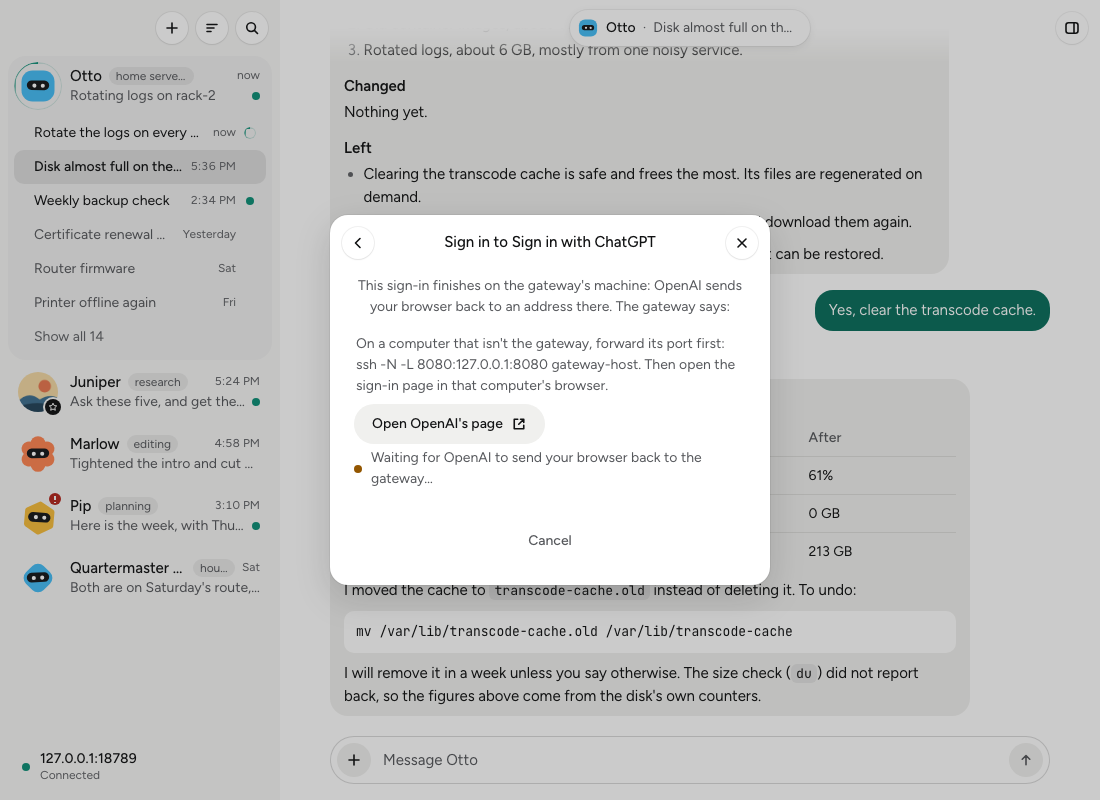 Otto · Disk almost full on th…
Otto home serve… now
Rotating logs on rack-2
Rotate the logs on every … now
Disk almost full on the… 5:36 PM
Weekly backup check 2:34 PM
Certificate renewal … Yesterday
Router firmware Sat
Printer offline again Fri
Show all 14
Juniper research 5:24 PM
Ask these five, and get the…
Marlow editing 4:58 PM
Tightened the intro and cut …
Pip planning 3:10 PM
Here is the week, with Thu…
Quartermaster … hou… Sat
Both are on Saturday's route,…
127.0.0.1:18789
Connected
3. Rotated logs, about 6 GB, mostly from one noisy service.
Changed
Nothing yet.
Left
Clearing the transcode cache is safe and frees the most. Its files are regenerated on
demand.
download them again.
can be restored.
Yes, clear the transcode cache.
Sign in to Sign in with ChatGPT
This sign-in finishes on the gateway's machine: OpenAI sends
your browser back to an address there. The gateway says:
On a computer that isn't the gateway, forward its port first:
ssh -N -L 8080:127.0.0.1:8080 gateway-host. Then open the
sign-in page in that computer's browser.
Open OpenAI's page
Waiting for OpenAI to send your browser back to the
gateway…
Cancel
After
61%
0 GB
213 GB
I moved the cache to transcode-cache.old instead of deleting it. To undo:
mv /var/lib/transcode-cache.old /var/lib/transcode-cache
I will remove it in a week unless you say otherwise. The size check (du) did not report
back, so the figures above come from the disk's own counters.
Message Otto